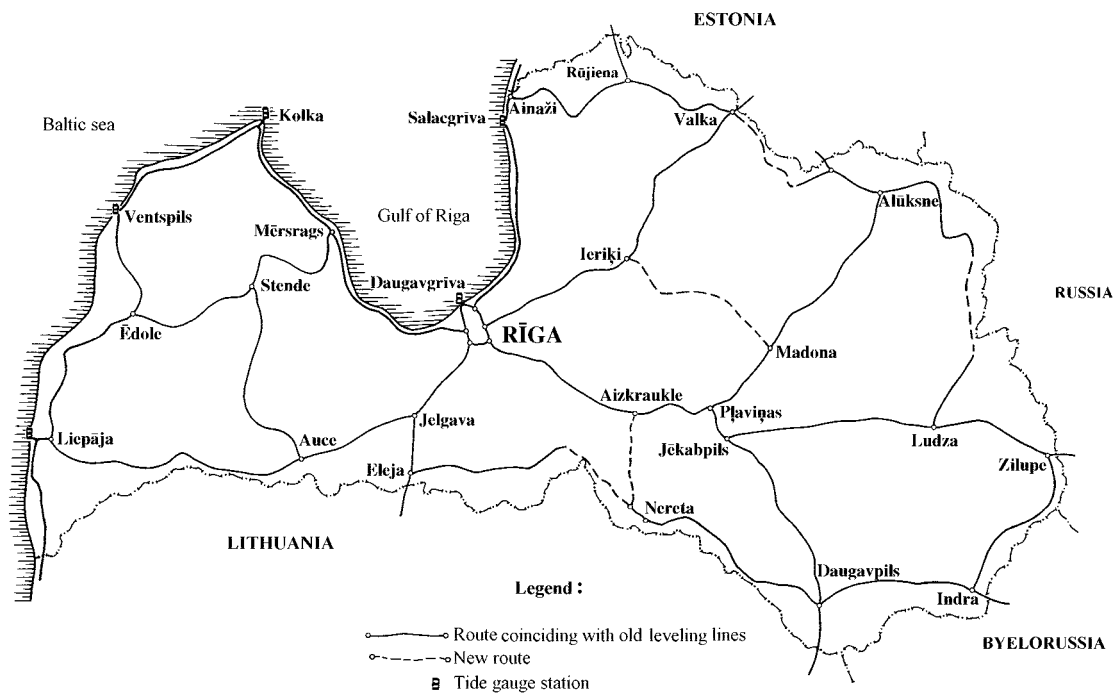 ESTONIA
Rūjiena
Ainaži
Kolka
Salacgrīva
Valka
Baltic sea
Alūksne
Ventspils
Gulf of Riga
Mērsrags
Ieriķi
Daugavgrīva
Stende
RUSSIA
Ēdole
RĪGA
Madona
Aizkraukle
Pļaviņas
Jelgava
Liepāja
Auce
Jēkabpils
Ludza
Zilupe
Eleja
Nereta
LITHUANIA
Daugavpils
Legend :
Indra
Route coinciding with old leveling lines
BYELORUSSIA
New route
Tide gauge station